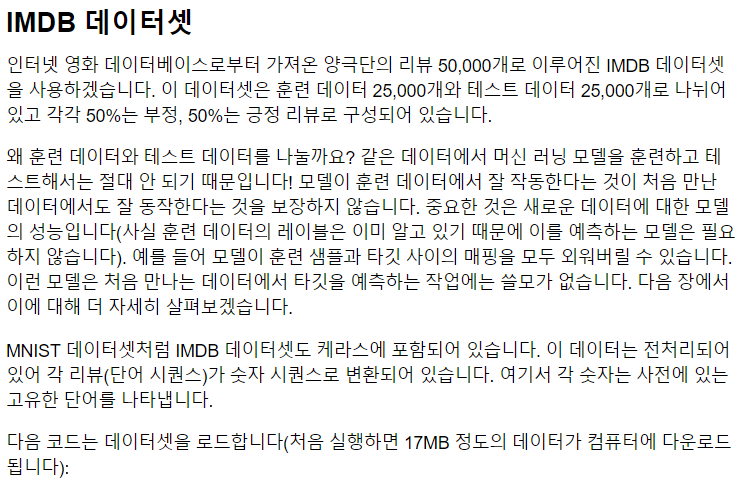 IMDB 데이터셋
인터넷 영화 데이터베이스로부터 가져온 양극단의 리뷰 50,000개로 이루어진 IMDB 데이터셋
을 사용하겠습니다. 이 데이터셋은 훈련 데이터 25,000개와 테스트 데이터 25,000개로 나뉘어
있고 각각 50%는 부정, 50%는 긍정 리뷰로 구성되어 있습니다.
왜 훈련 데이터와 테스트 데이터를 나눌까요? 같은 데이터에서 머신 러닝 모델을 훈련하고 테
스트해서는 절대 안 되기 때문입니다! 모델이 훈련 데이터에서 잘 작동한다는 것이 처음 만난
데이터에서도 잘 동작한다는 것을 보장하지 않습니다. 중요한 것은 새로운 데이터에 대한 모델
의 성능입니다(사실 훈련 데이터의 레이블은 이미 알고 있기 때문에 이를 예측하는 모델은 필요
하지 않습니다). 예를 들어 모델이 훈련 샘플과 타깃 사이의 매핑을 모두 외워버릴 수 있습니다.
이런 모델은 처음 만나는 데이터에서 타깃을 예측하는 작업에는 쓸모가 없습니다. 다음 장에서
이에 대해 더 자세히 살펴보겠습니다.
MNIST 데이터셋처럼 IMDB 데이터셋도 케라스에 포함되어 있습니다. 이 데이터는 전처리되어
있어 각 리뷰(단어 시퀀스)가 숫자 시퀀스로 변환되어 있습니다. 여기서 각 숫자는 사전에 있는
고유한 단어를 나타냅니다.
다음 코드는 데이터셋을 로드합니다(처음 실행하면 17MB 정도의 데이터가 컴퓨터에 다운로드
됩니다):